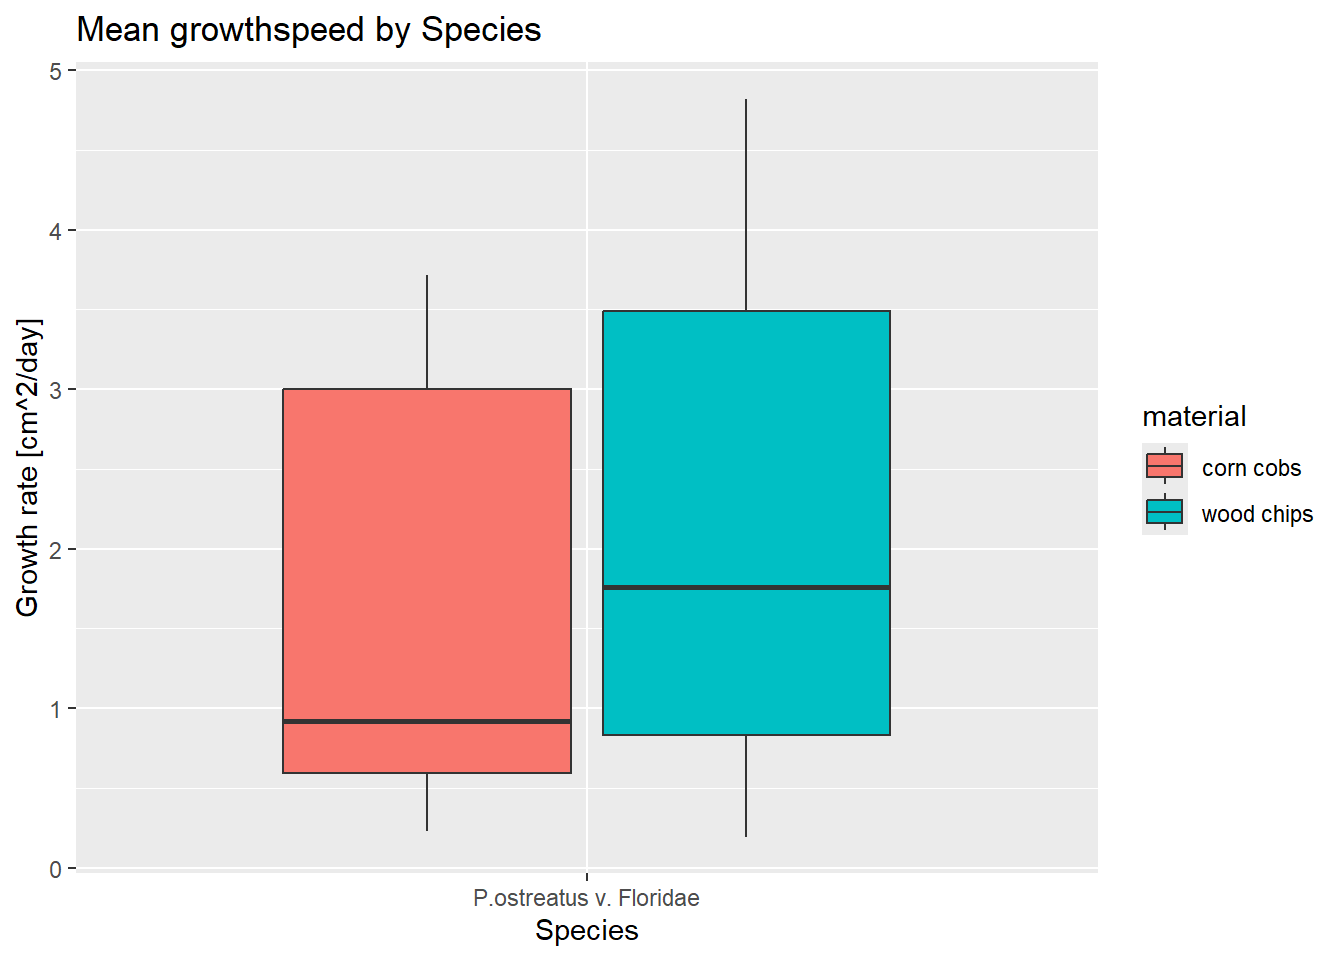 Mean growthspeed by Species
5
4
3
2
1
0
Growth rate [cm^2/day]
P.ostreatus v. Floridae
Species
material
corn cobs
wood chips